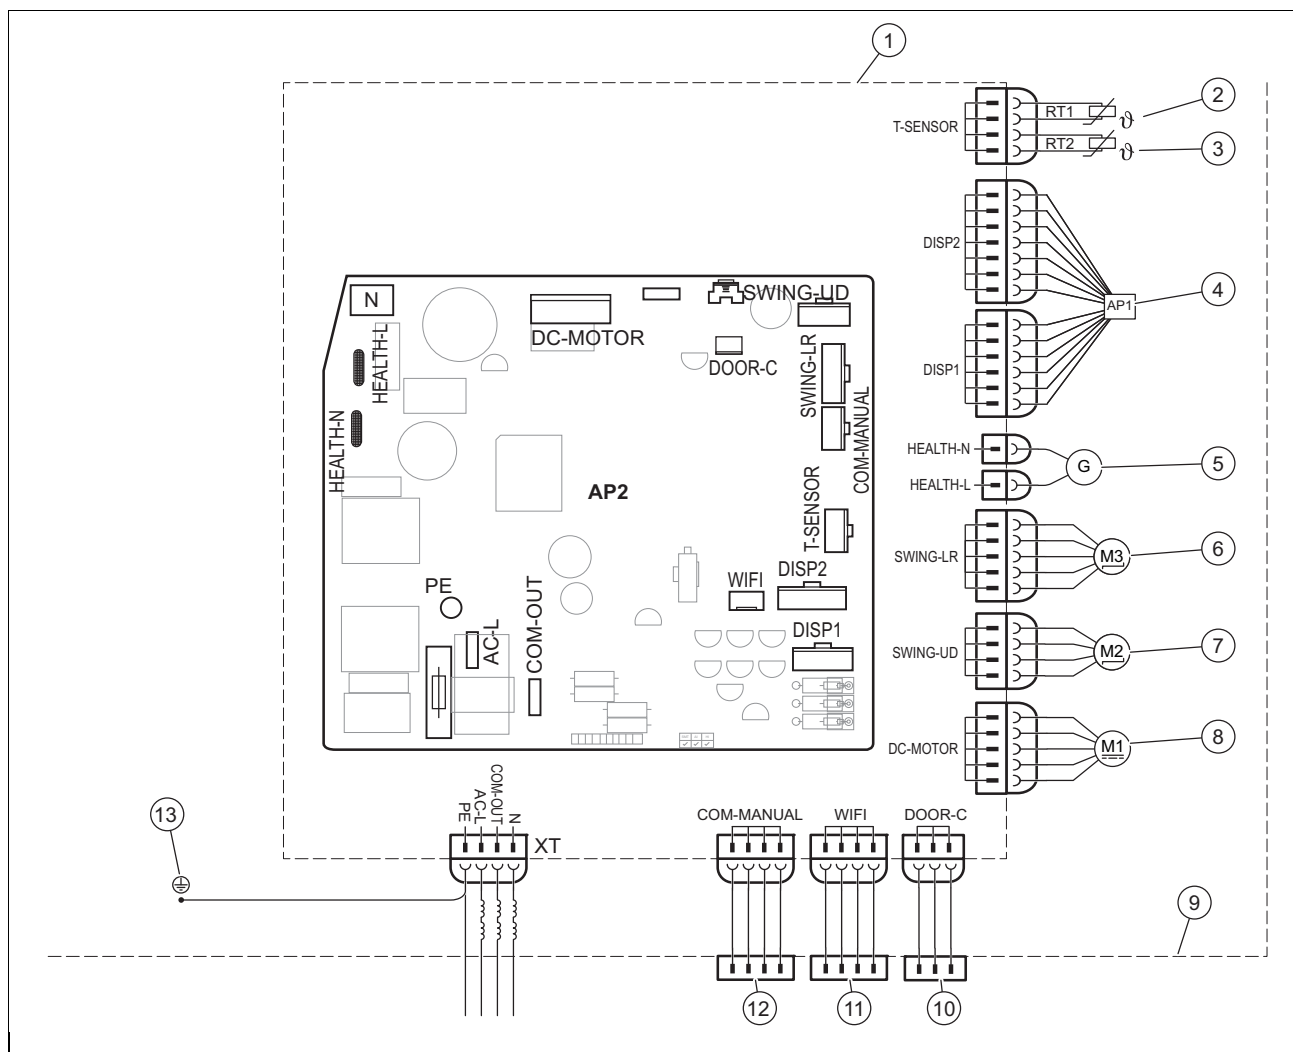 1
T-SENSOR
RT1
ϑ
2
RT2
ϑ
3
DISP2
AP1
4
DISP1
HEALTH-N
HEALTH-L
G
5
SWING-LR
M3
6
SWING-UD
M2
7
DC-MOTOR
M1
8
N
HEALTH-L
HEALTH-N
DC-MOTOR
SWING-UD
DOOR-C
SWING-LR
COM-MANUAL
AP2
T-SENSOR
WIFI
DISP2
DISP1
PE
AC-L
COM-OUT
PE
AC-L
COM-OUT
N
XT
COM-MANUAL
WIFI
DOOR-C
13
9
12
11
10